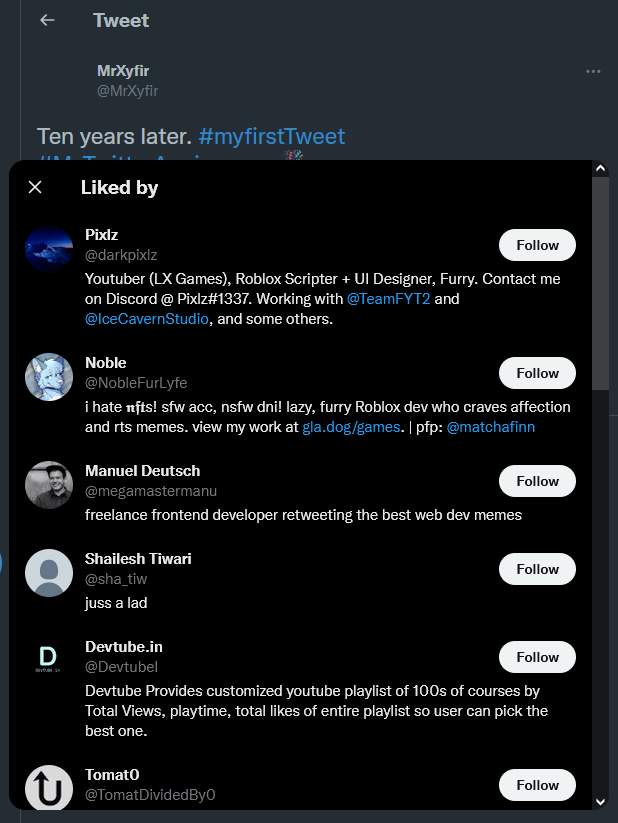 Tweet
MrXyfir
@MrXyfir
Ten years later. #myfirstTweet
Liked by
Pixlz
@darkpixlz
Follow
Youtuber (LX Games), Roblox Scripter + UI Designer, Furry. Contact me
on Discord @ Pixlz#1337. Working with @TeamFYT2 and
@IceCavernStudio, and some others.
Noble
@NobleFurLyfe
Follow
i hate 𝖓𝖋𝖙s! sfw acc, nsfw dni! lazy, furry Roblox dev who craves affection
and rts memes. view my work at gla.dog/games. | pfp: @matchafinn
Manuel Deutsch
@megamastermanu
Follow
freelance frontend developer retweeting the best web dev memes
Shailesh Tiwari
@sha_tiw
Follow
juss a lad
D
DEVTUBE.IN
Devtube.in
@DevtubeI
Follow
Devtube Provides customized youtube playlist of 100s of courses by
Total Views, playtime, total likes of entire playlist so user can pick the
best one.
Tomat0
@TomatDividedBy0
Follow